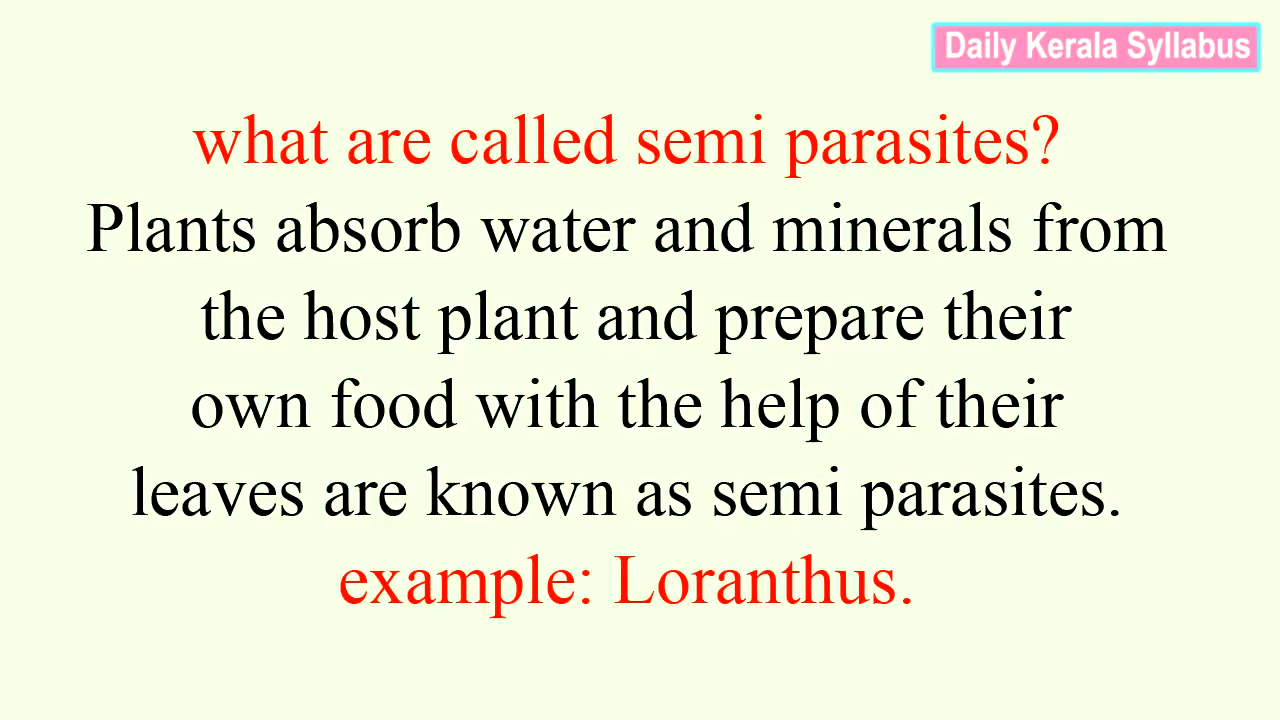 Daily Kerala Syllabus
what are called semi parasites?
Plants absorb water and minerals from
the host plant and prepare their
own food with the help of their
leaves are known as semi parasites.
example: Loranthus.